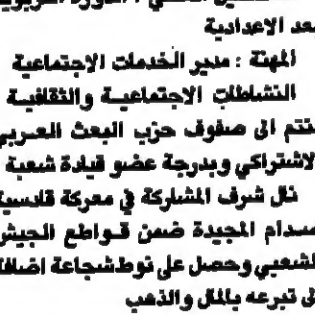 بعد الاعدادية
المهنة : مدير الخدمات الاجتماعية
النشاطات الاجتماعية والثقافية
ينتم الى صفوف حزب البعث العربي
الاشتراكي وبدرجة عضو قيادة شعبة
نال شرف المشاركة في معركة قادسية
صدام المجيدة ضمن قواطع الجيش
الشعبي وحصل على نوط شجاعة اضافة
الى تبرعه بالمال والذهب